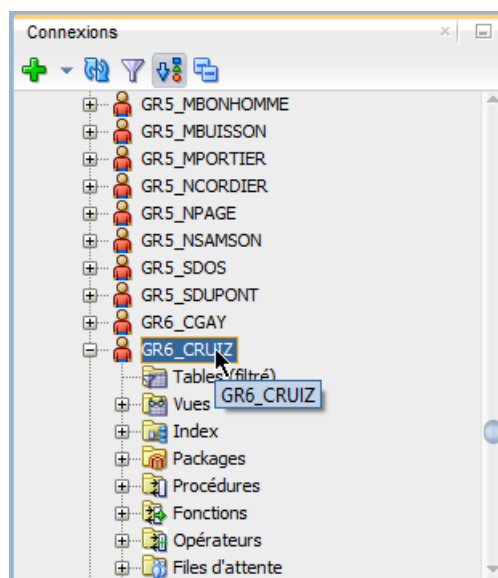 Connexions
GR5_MBONHOMME
GR5_MBUISSON
GR5_MPORTIER
GR5_NCORDIER
GR5_NPAGE
GR5_NSAMSON
GR5_SDOS
GR5_SDUPONT
GR6_CGAY
GR6_CRUIZ
Tables (filtré)
GR6_CRUIZ
Vues
Index
Packages
Procédures
Fonctions
Opérateurs
Files d'attente